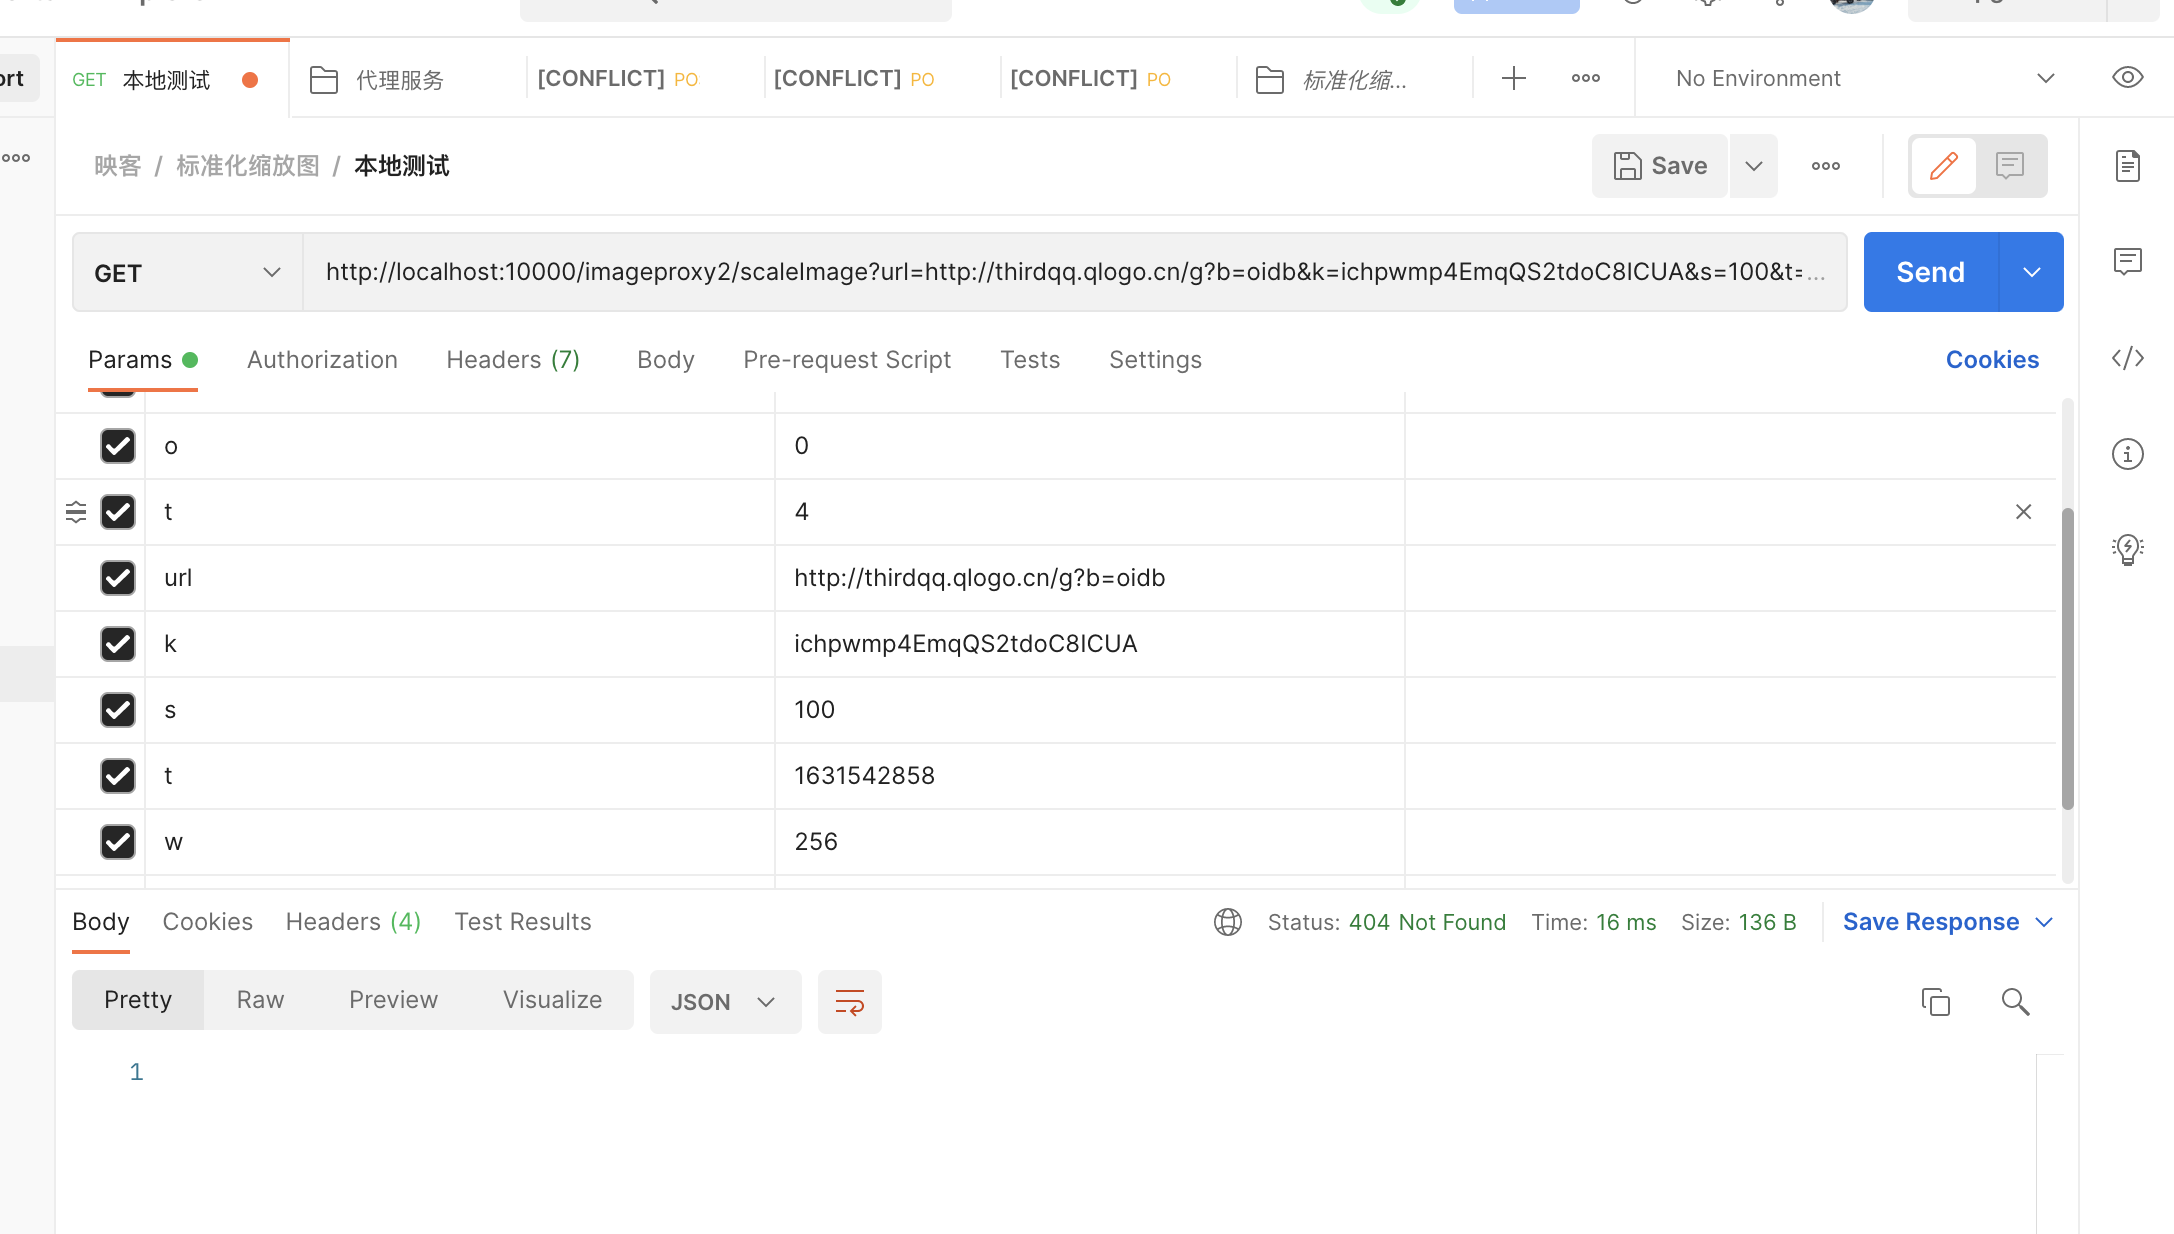 ort
GET 本地测试
代理服务
[CONFLICT] PO
[CONFLICT] PO
[CONFLICT] PO
标准化缩...
No Environment
映客 / 标准化缩放图 / 本地测试
Save
GET
http://localhost:10000/imageproxy2/scaleImage?url=http://thirdqq.qlogo.cn/g?b=oidb&k=ichpwmp4EmqQS2tdoC8ICUA&s=100&t=...
Send
Params
Authorization
Headers (7)
Body
Pre-request Script
Tests
Settings
Cookies
o 0
t 4
url http://thirdqq.qlogo.cn/g?b=oidb
k ichpwmp4EmqQS2tdoC8ICUA
s 100
t 1631542858
w 256
Body
Cookies
Headers (4)
Test Results
Status: 404 Not Found
Time: 16 ms
Size: 136 B
Save Response
Pretty
Raw
Preview
Visualize
JSON
1